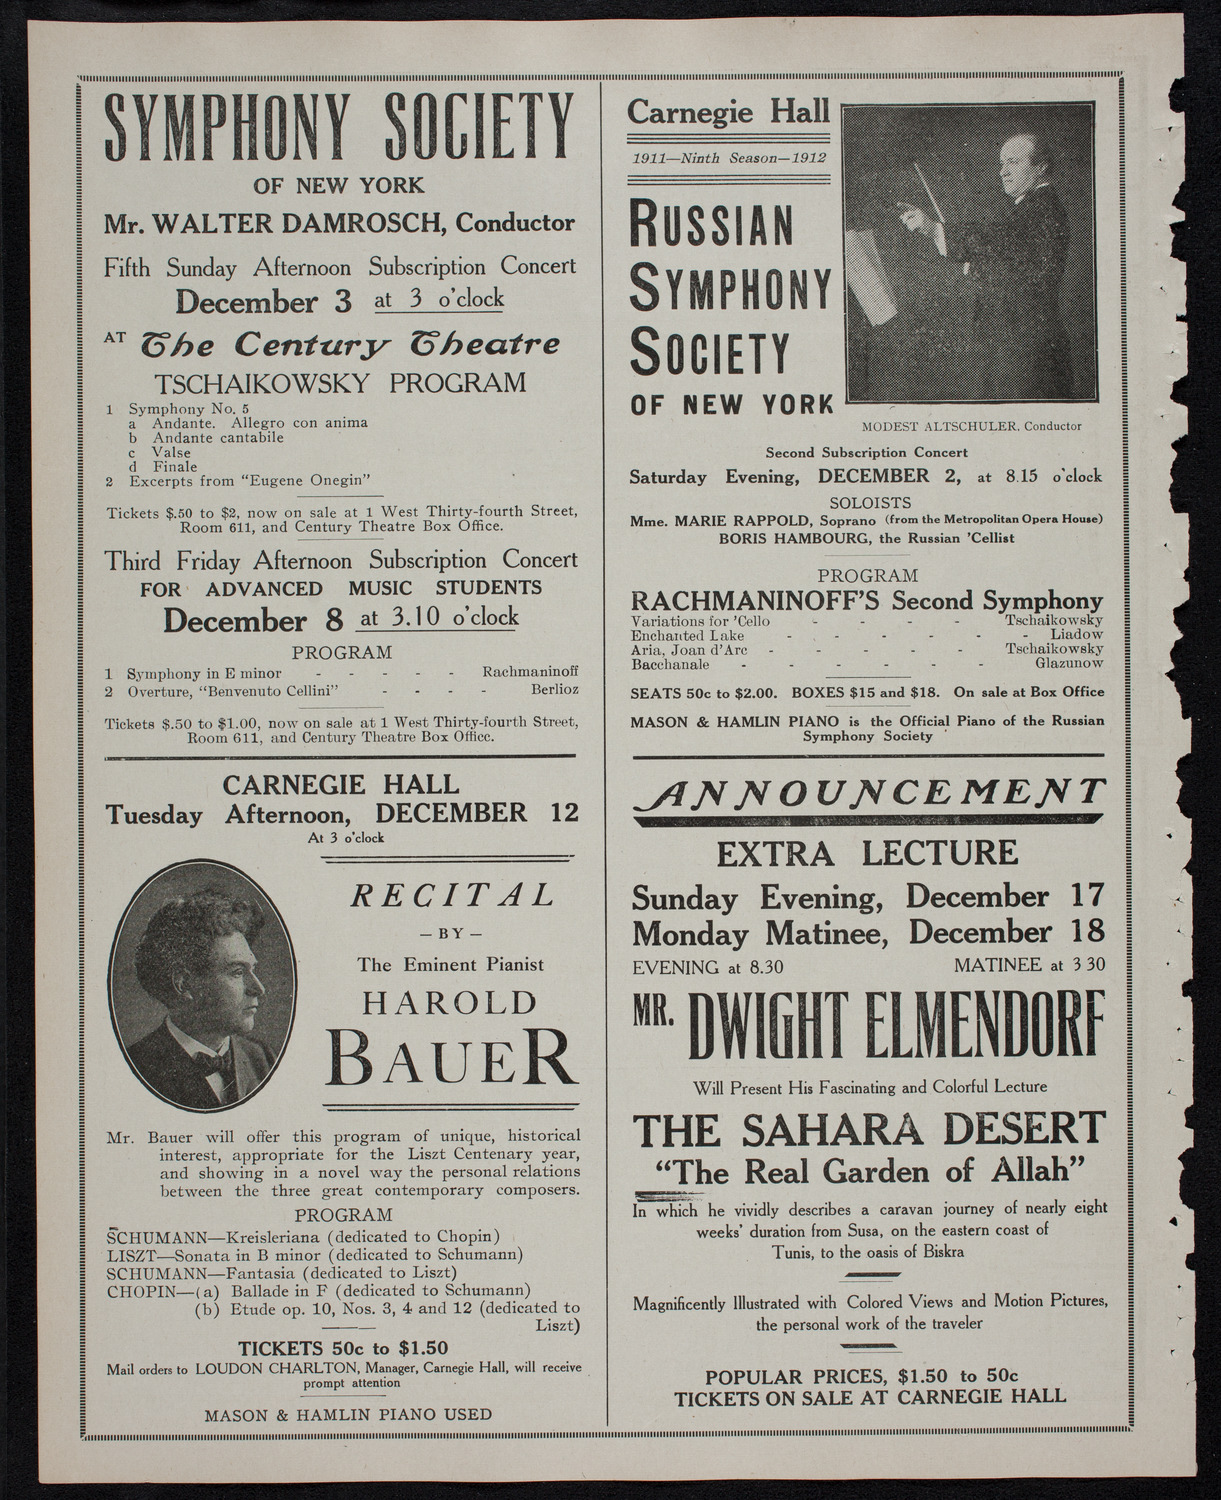 SYMPHONY SOCIETY
OF NEW YORK
Mr. WALTER DAMROSCH, Conductor
Fifth Sunday Afternoon Subscription Concert
December 3 at 3 o'clock
AT The Century Theatre
TSCHAIKOWSKY PROGRAM
1 Symphony No. 5
a Andante. Allegro con anima
b Andante cantabile
c Valse
d Finale
2 Excerpts from "Eugene Onegin"
Tickets $.50 to $2, now on sale at 1 West Thirty-fourth Street,
Room 611, and Century Theatre Box Office.
Third Friday Afternoon Subscription Concert
FOR ADVANCED MUSIC STUDENTS
December 8 at 3.10 o'clock
PROGRAM
1 Symphony in E minor - - - - - Rachmaninoff
2 Overture, "Benvenuto Cellini" - - - - Berlioz
Tickets $.50 to $1.00, now on sale at 1 West Thirty-fourth Street,
Room 611, and Century Theatre Box Office.
CARNEGIE HALL
Tuesday Afternoon, DECEMBER 12
At 3 o'clock
RECITAL
— BY —
The Eminent Pianist
HAROLD
BAUER
Mr. Bauer will offer this program of unique, historical
interest, appropriate for the Liszt Centenary year,
and showing in a novel way the personal relations
between the three great contemporary composers.
PROGRAM
SCHUMANN—Kreisleriana (dedicated to Chopin)
LISZT—Sonata in B minor (dedicated to Schumann)
SCHUMANN—Fantasia (dedicated to Liszt)
CHOPIN—(a) Ballade in F (dedicated to Schumann)
(b) Etude op. 10, Nos. 3, 4 and 12 (dedicated to
Liszt)
TICKETS 50c to $1.50
Mail orders to LOUDON CHARLTON, Manager, Carnegie Hall, will receive
prompt attention
MASON & HAMLIN PIANO USED
Carnegie Hall
1911—Ninth Season—1912
RUSSIAN
SYMPHONY
SOCIETY
OF NEW YORK
MODEST ALTSCHULER, Conductor
Second Subscription Concert
Saturday Evening, DECEMBER 2, at 8.15 o'clock
SOLOISTS
Mme. MARIE RAPPOLD, Soprano (from the Metropolitan Opera House)
BORIS HAMBOURG, the Russian 'Cellist
PROGRAM
RACHMANINOFF'S Second Symphony
Variations for 'Cello - - - - Tschaikowsky
Enchanted Lake - - - - - - - Liadow
Aria, Joan d'Arc - - - - - - Tschaikowsky
Bacchanale - - - - - - Glazunow
SEATS 50c to $2.00. BOXES $15 and $18. On sale at Box Office
MASON & HAMLIN PIANO is the Official Piano of the Russian
Symphony Society
ANNOUNCEMENT
EXTRA LECTURE
Sunday Evening, December 17
Monday Matinee, December 18
EVENING at 8.30 MATINEE at 3 30
MR. DWIGHT ELMENDORF
Will Present His Fascinating and Colorful Lecture
THE SAHARA DESERT
"The Real Garden of Allah"
In which he vividly describes a caravan journey of nearly eight
weeks' duration from Susa, on the eastern coast of
Tunis, to the oasis of Biskra
Magnificently Illustrated with Colored Views and Motion Pictures,
the personal work of the traveler
POPULAR PRICES, $1.50 to 50c
TICKETS ON SALE AT CARNEGIE HALL